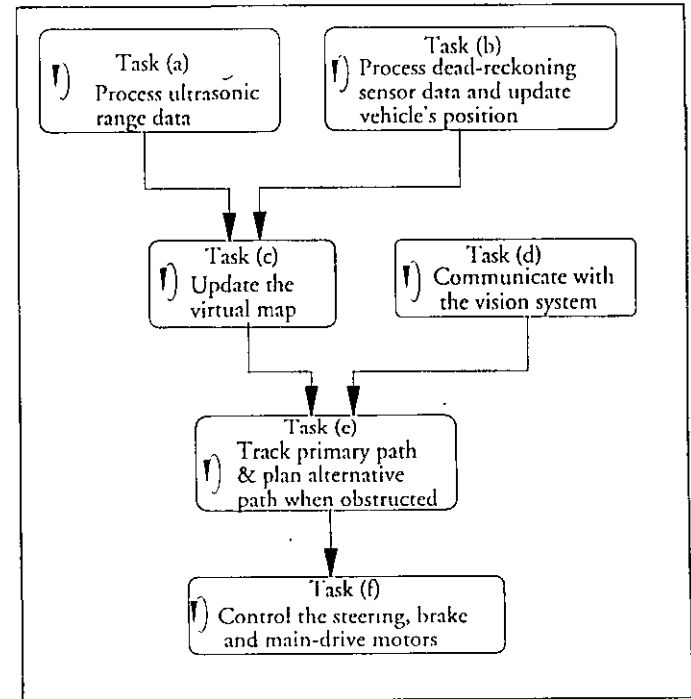 Task (a)
Process ultrasonic
range data
Task (b)
Process dead-reckoning
sensor data and update
vehicle's position
Task (c)
Update the
virtual map
Task (d)
Communicate with
the vision system
Task (e)
Track primary path
& plan alternative
path when obstructed
Task (f)
Control the steering, brake
and main-drive motors